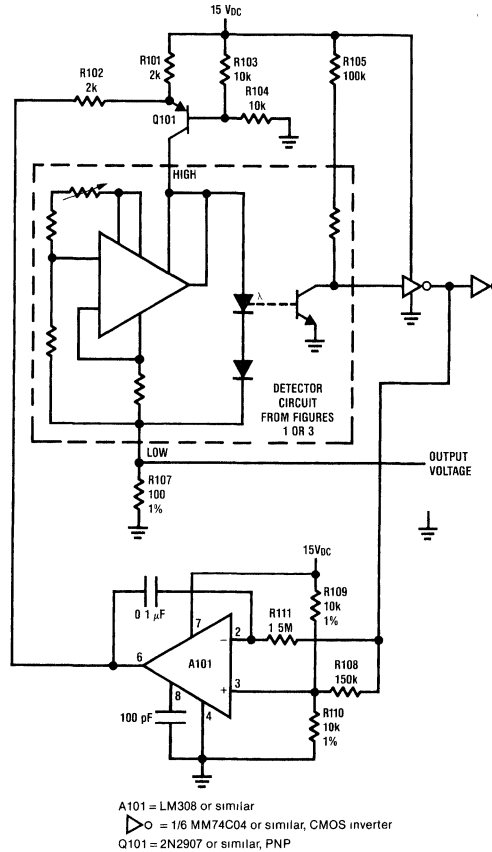 15 VDC
R101
2k
R103
10k
R105
100k
R102
2k
R104
10k
Q101
HIGH
λ
DETECTOR
CIRCUIT
FROM FIGURES
1 OR 3
LOW
OUTPUT
VOLTAGE
R107
100
1%
15VDC
R109
10k
1%
0 1 μF
7
R111
1 5M
2
−
6
A101
R108
150k
3
+
8
R110
10k
1%
100 pF
4
A101 = LM308 or similar
= 1/6 MM74C04 or similar, CMOS inverter
Q101 = 2N2907 or similar, PNP